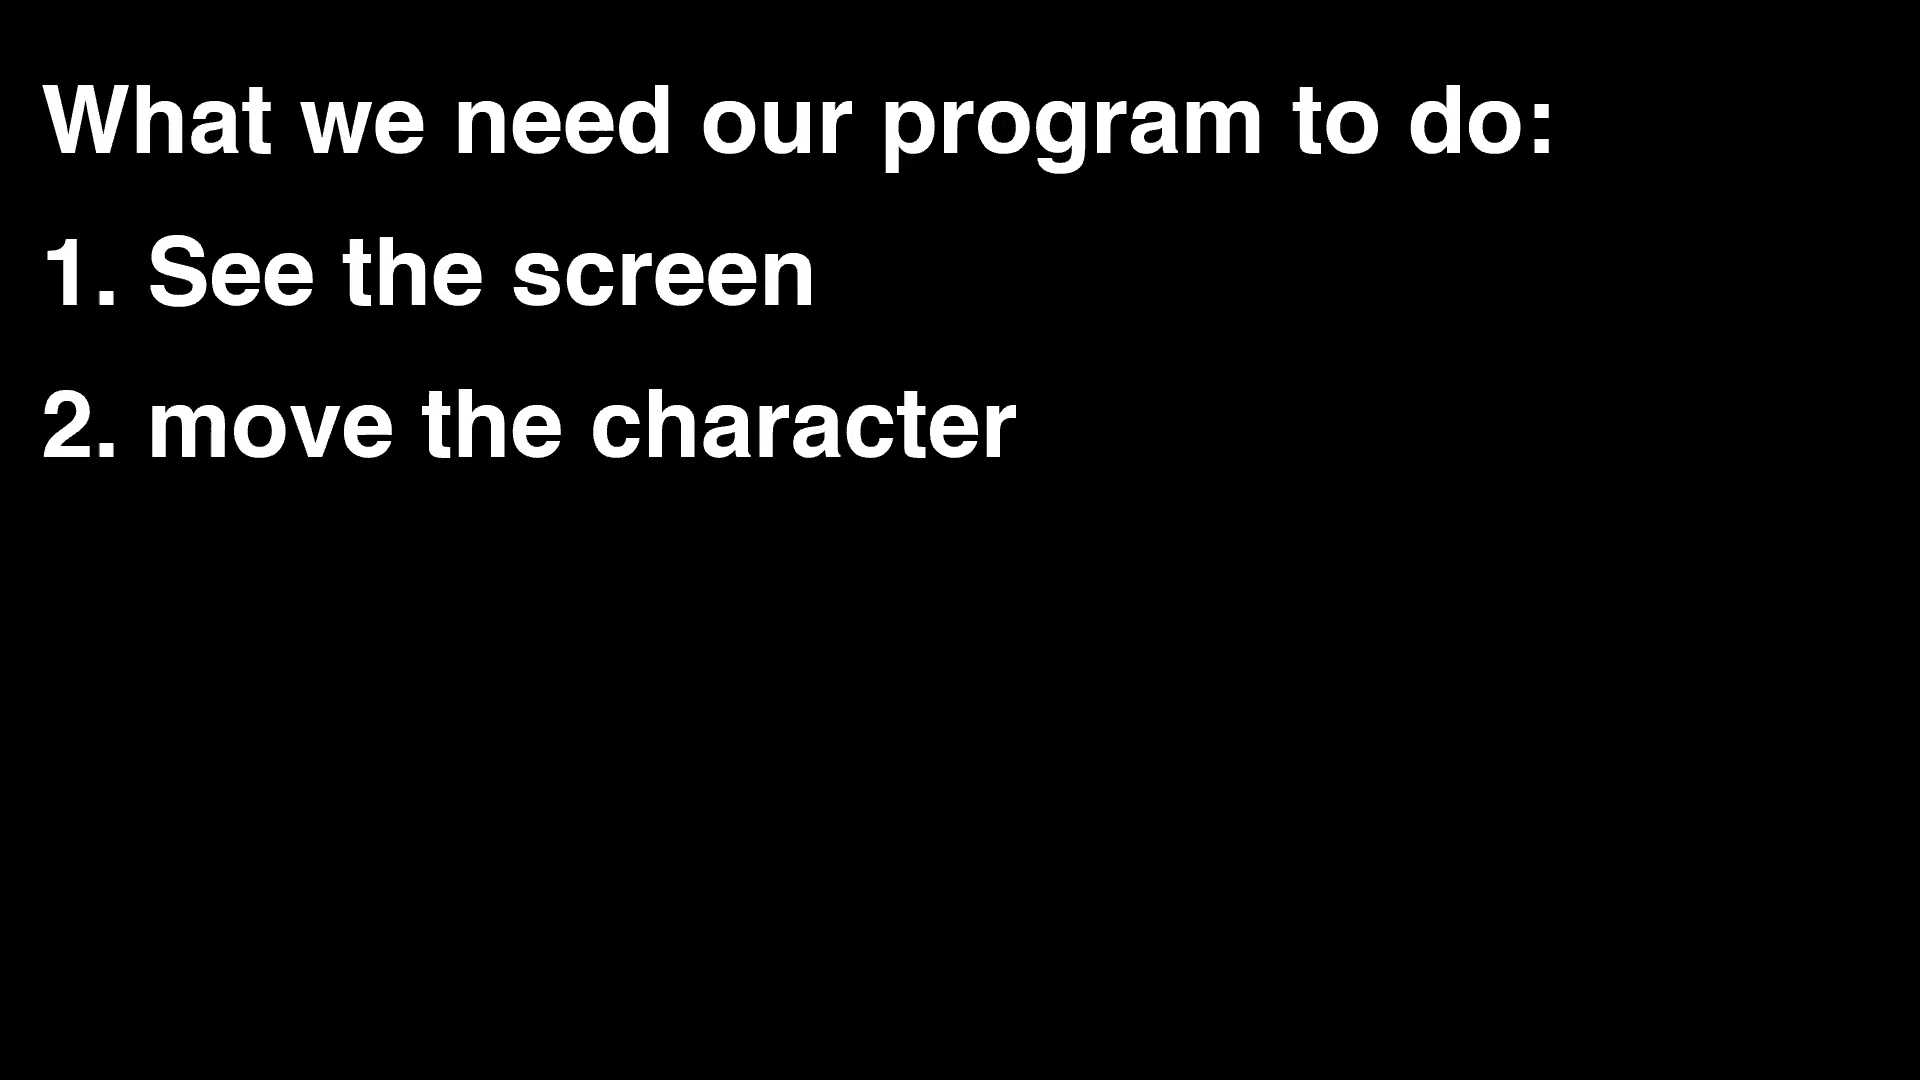 What we need our program to do:
1. See the screen
2. move the character